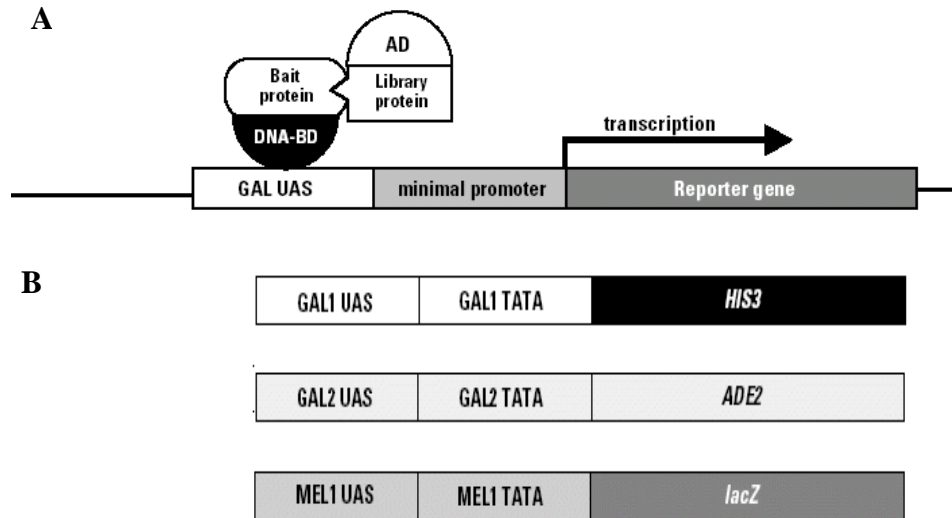 A
AD
Bait
protein
Library
protein
DNA-BD
transcription
GAL UAS
minimal promoter
Reporter gene
B
GAL1 UAS
GAL1 TATA
HIS3
GAL2 UAS
GAL2 TATA
ADE2
MEL1 UAS
MEL1 TATA
lacZ